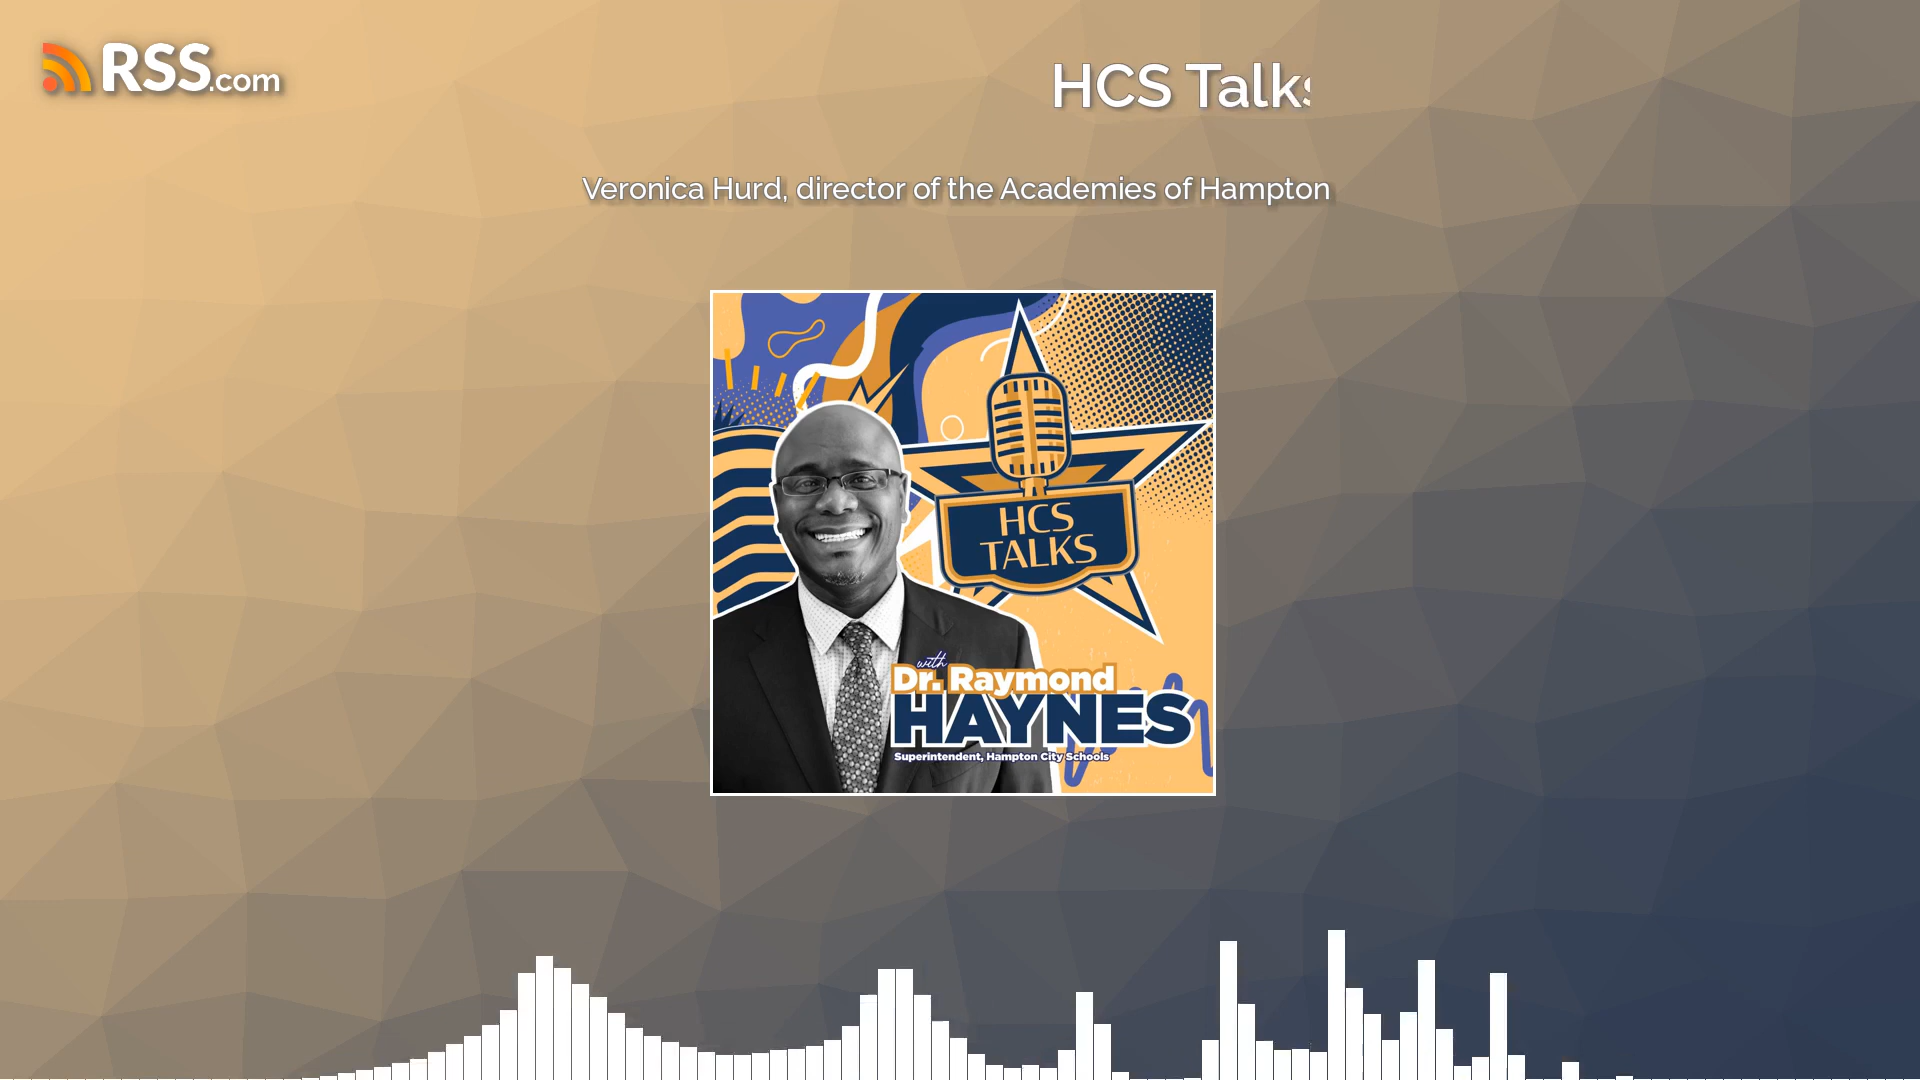 RSS.com
HCS Talks
Veronica Hurd, director of the Academies of Hampton
HCS
TALKS
with
Dr. Raymond
HAYNES
Superintendent, Hampton City Schools